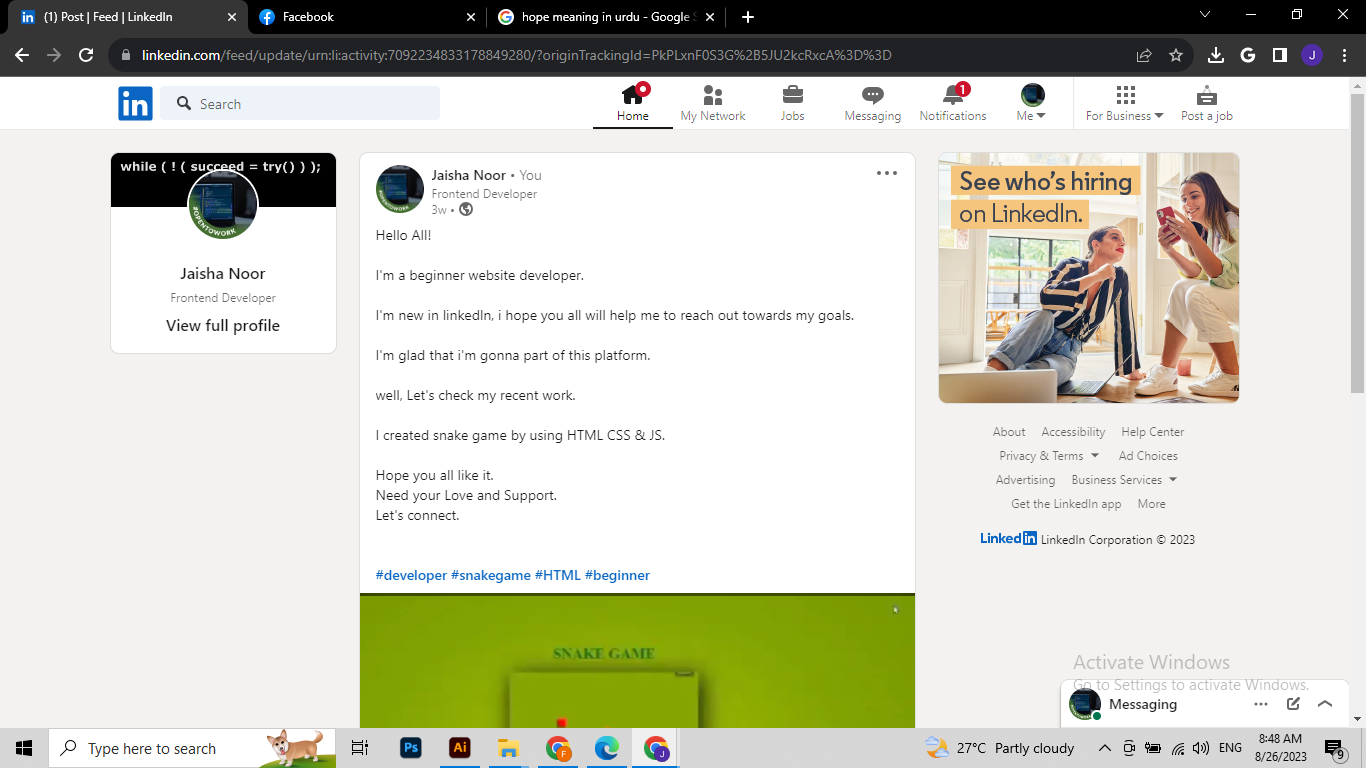 (1) Post | Feed | LinkedIn
Facebook
hope meaning in urdu - Google S
linkedin.com/feed/update/urn:li:activity:7092234833178849280/?originTrackingId=PkPLxnF0S3G%2B5JU2kcRxcA%3D%3D
J
in
Search
Home
My Network
Jobs
Messaging
1
Notifications
Me
For Business
Post a job
while ( ! ( succeed = try() ) );
#OPENTOWORK
Jaisha Noor
Frontend Developer
View full profile
Jaisha Noor • You
Frontend Developer
3w •
Hello All!
I'm a beginner website developer.
I'm new in linkedIn, i hope you all will help me to reach out towards my goals.
I'm glad that i'm gonna part of this platform.
well, Let's check my recent work.
I created snake game by using HTML CSS & JS.
Hope you all like it.
Need your Love and Support.
Let's connect.
#developer #snakegame #HTML #beginner
SNAKE GAME
See who's hiring
on LinkedIn.
About Accessibility Help Center
Privacy & Terms Ad Choices
Advertising Business Services
Get the LinkedIn app More
LinkedIn LinkedIn Corporation © 2023
Activate Windows
Go to Settings to activate Windows.
Messaging
Type here to search
Ps
Ai
F
J
27°C Partly cloudy
ENG
8:48 AM
8/26/2023
9